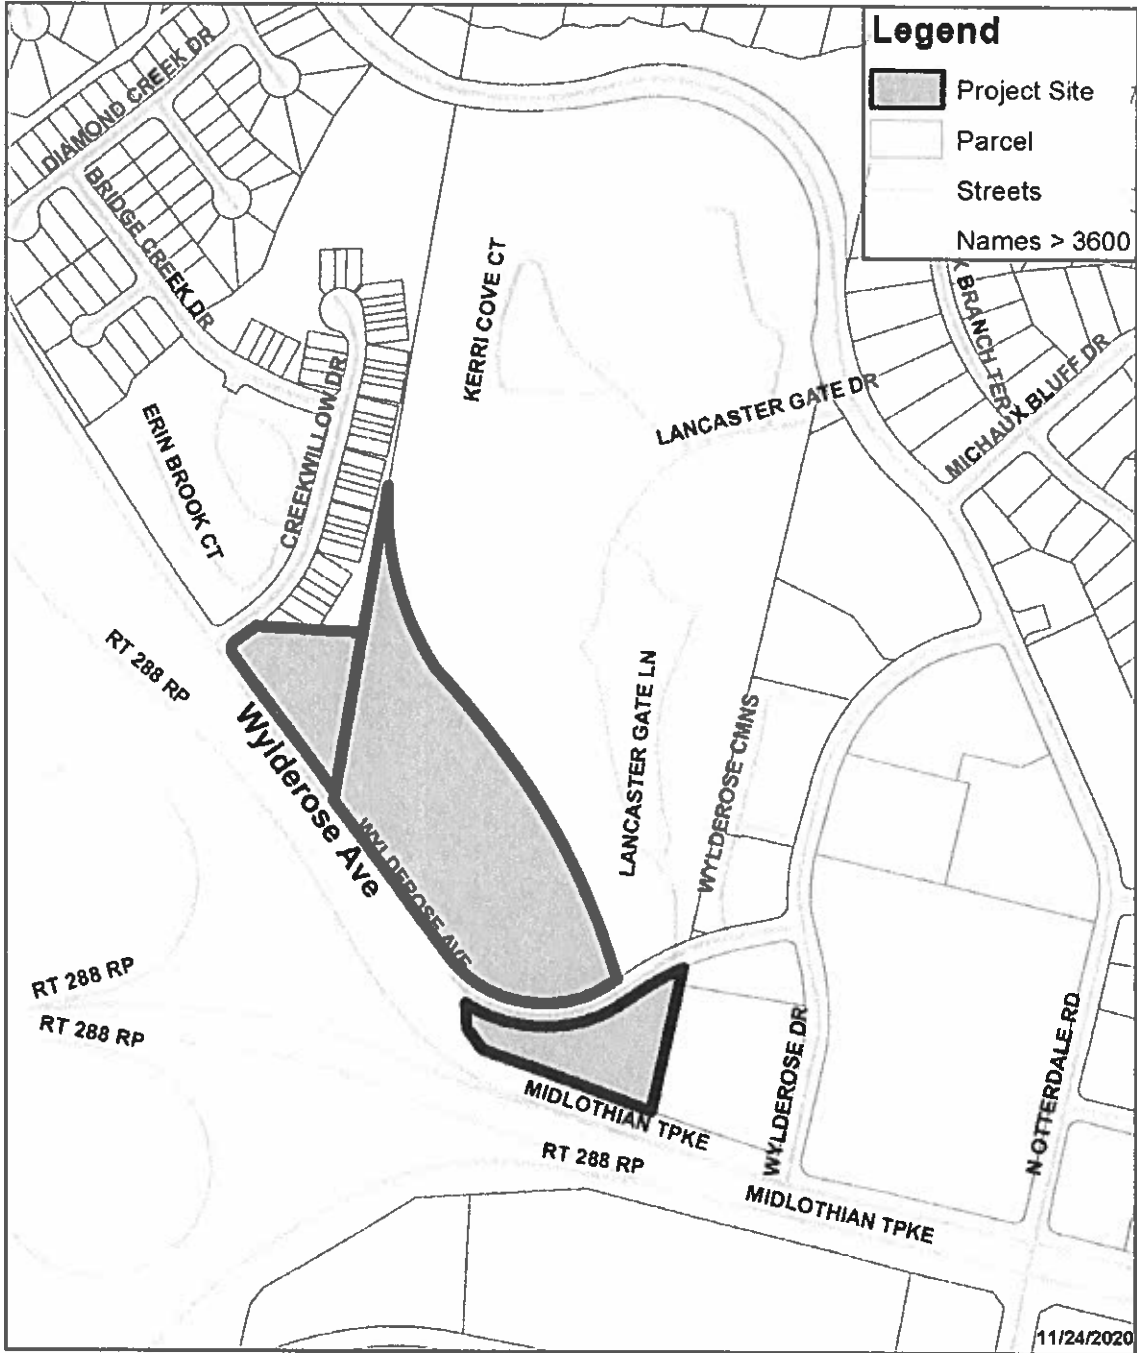 Legend
Project Site
Parcel
Streets
Names > 3600
DIAMOND CREEK DR
BRIDGE CREEK DR
KERRI COVE CT
BRANCH TER
MICHAUX BLUFF DR
LANCASTER GATE DR
CREEKWILLOW DR
ERIN BROOK CT
RT 288 RP
Wylderose Ave
WYLDEROSE AVE
LANCASTER GATE LN
WYLDEROSE CMNS
RT 288 RP
RT 288 RP
MIDLOTHIAN TPKE
RT 288 RP
WYLDEROSE DR
N OTTERDALE RD
MIDLOTHIAN TPKE
11/24/2020